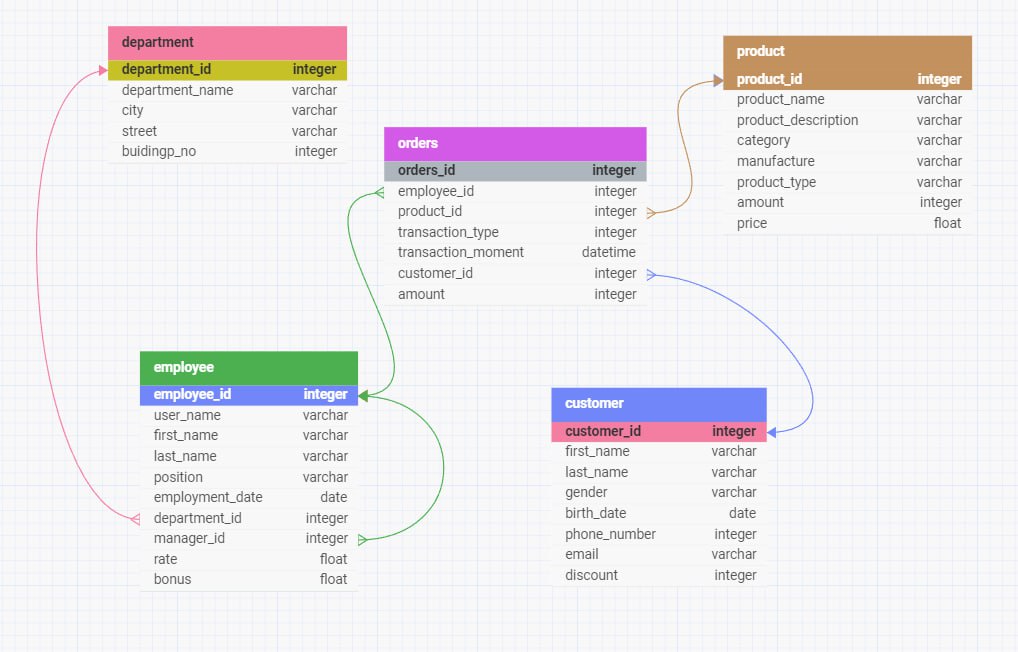 department
department_id integer
department_name varchar
city varchar
street varchar
buidingp_no integer
product
product_id integer
product_name varchar
product_description varchar
category varchar
manufacture varchar
product_type varchar
amount integer
price float
orders
orders_id integer
employee_id integer
product_id integer
transaction_type integer
transaction_moment datetime
customer_id integer
amount integer
employee
employee_id integer
user_name varchar
first_name varchar
last_name varchar
position varchar
employment_date date
department_id integer
manager_id integer
rate float
bonus float
customer
customer_id integer
first_name varchar
last_name varchar
gender varchar
birth_date date
phone_number integer
email varchar
discount integer